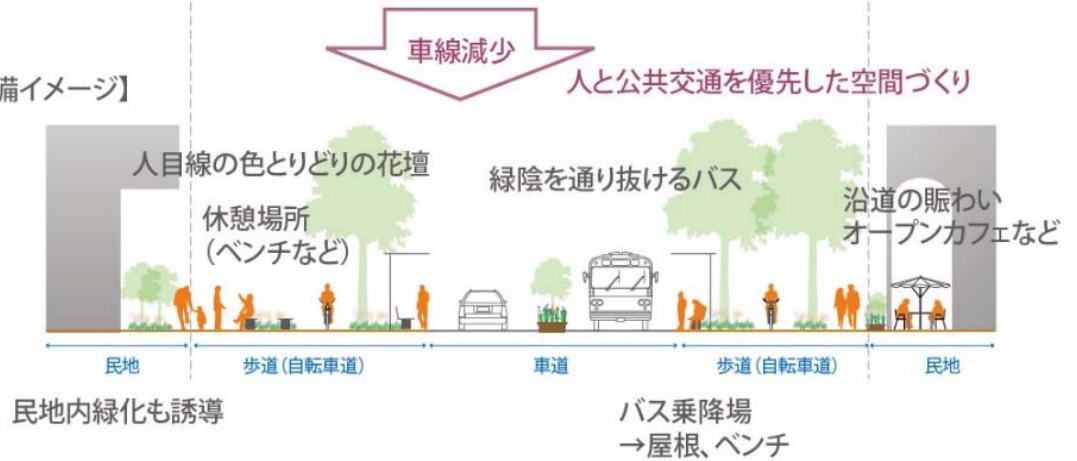 車線減少
備イメージ】
人と公共交通を優先した空間づくり
人目線の色とりどりの花壇
緑陰を通り抜けるバス
休憩場所
（ベンチなど）
沿道の賑わい
オープンカフェなど
民地
歩道（自転車道）
車道
歩道（自転車道）
民地
民地内緑化も誘導
バス乗降場
→屋根、ベンチ